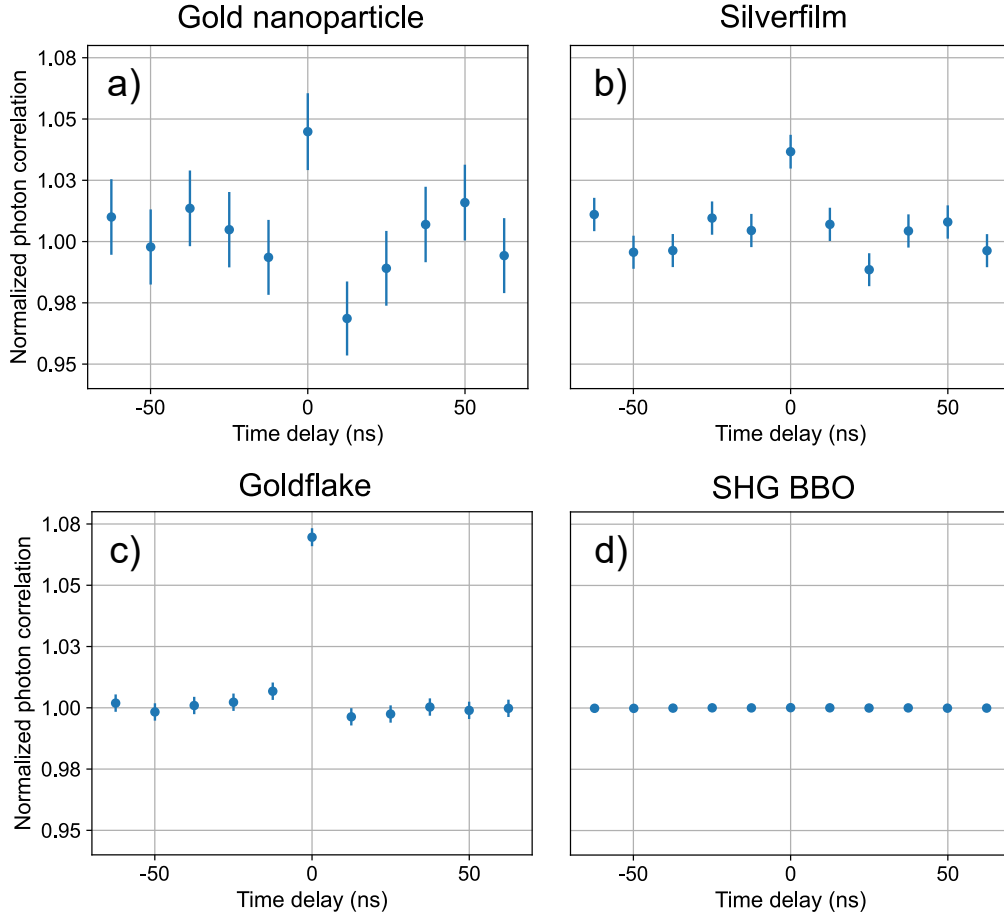 Gold nanoparticle
Silverfilm
a)
b)
1.08
1.05
1.03
1.00
0.98
0.95
Normalized photon correlation
-50 0 50
-50 0 50
Time delay (ns)
Time delay (ns)
Goldflake
SHG BBO
c)
d)
1.08
1.05
1.03
1.00
0.98
0.95
Normalized photon correlation
-50 0 50
-50 0 50
Time delay (ns)
Time delay (ns)